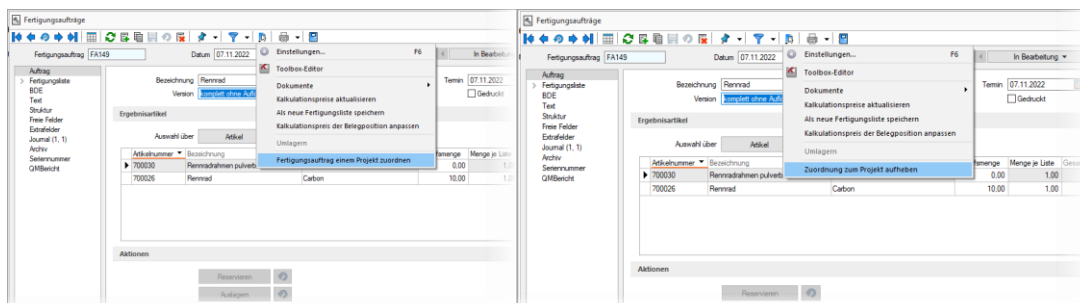 Fertigungsaufträge
Fertigungsauftrag FA149 Datum 07.11.2022 In Bearbeitung
Auftrag
Fertigungsliste
BDE
Text
Struktur
Freie Felder
Extrafelder
Journal (1, 1)
Archiv
Seriennummer
QMBericht
Bezeichnung Rennrad Termin 07.11.2022
Version Gedruckt
Ergebnisartikel
Auswahl über Artikel
Artikelnummer Bezeichnung Menge je Liste
700030 Rennradrahmen pulverb 0.00
700026 Rennrad Carbon 10.00
Aktionen
Reservieren
Auslagern
Einstellungen... F6
Toolbox-Editor
Dokumente
Kalkulationspreise aktualisieren
Als neue Fertigungsliste speichern
Kalkulationspreis der Belegposition anpassen
Umlagern
Fertigungsauftrag einem Projekt zuordnen
Fertigungsaufträge
Fertigungsauftrag FA149 Datum 07.11.2022 In Bearbeitung
Auftrag
Fertigungsliste
BDE
Text
Struktur
Freie Felder
Extrafelder
Journal (1, 1)
Archiv
Seriennummer
QMBericht
Bezeichnung Rennrad Termin 07.11.2022
Version Gedruckt
Ergebnisartikel
Auswahl über Artikel
Artikelnummer Bezeichnung Menge je Liste
700030 Rennradrahmen pulverb 0.00 1,00
700026 Rennrad Carbon 10.00 1,00
Aktionen
Reservieren
Einstellungen... F6
Toolbox-Editor
Dokumente
Kalkulationspreise aktualisieren
Als neue Fertigungsliste speichern
Kalkulationspreis der Belegposition anpassen
Umlagern
Zuordnung zum Projekt aufheben